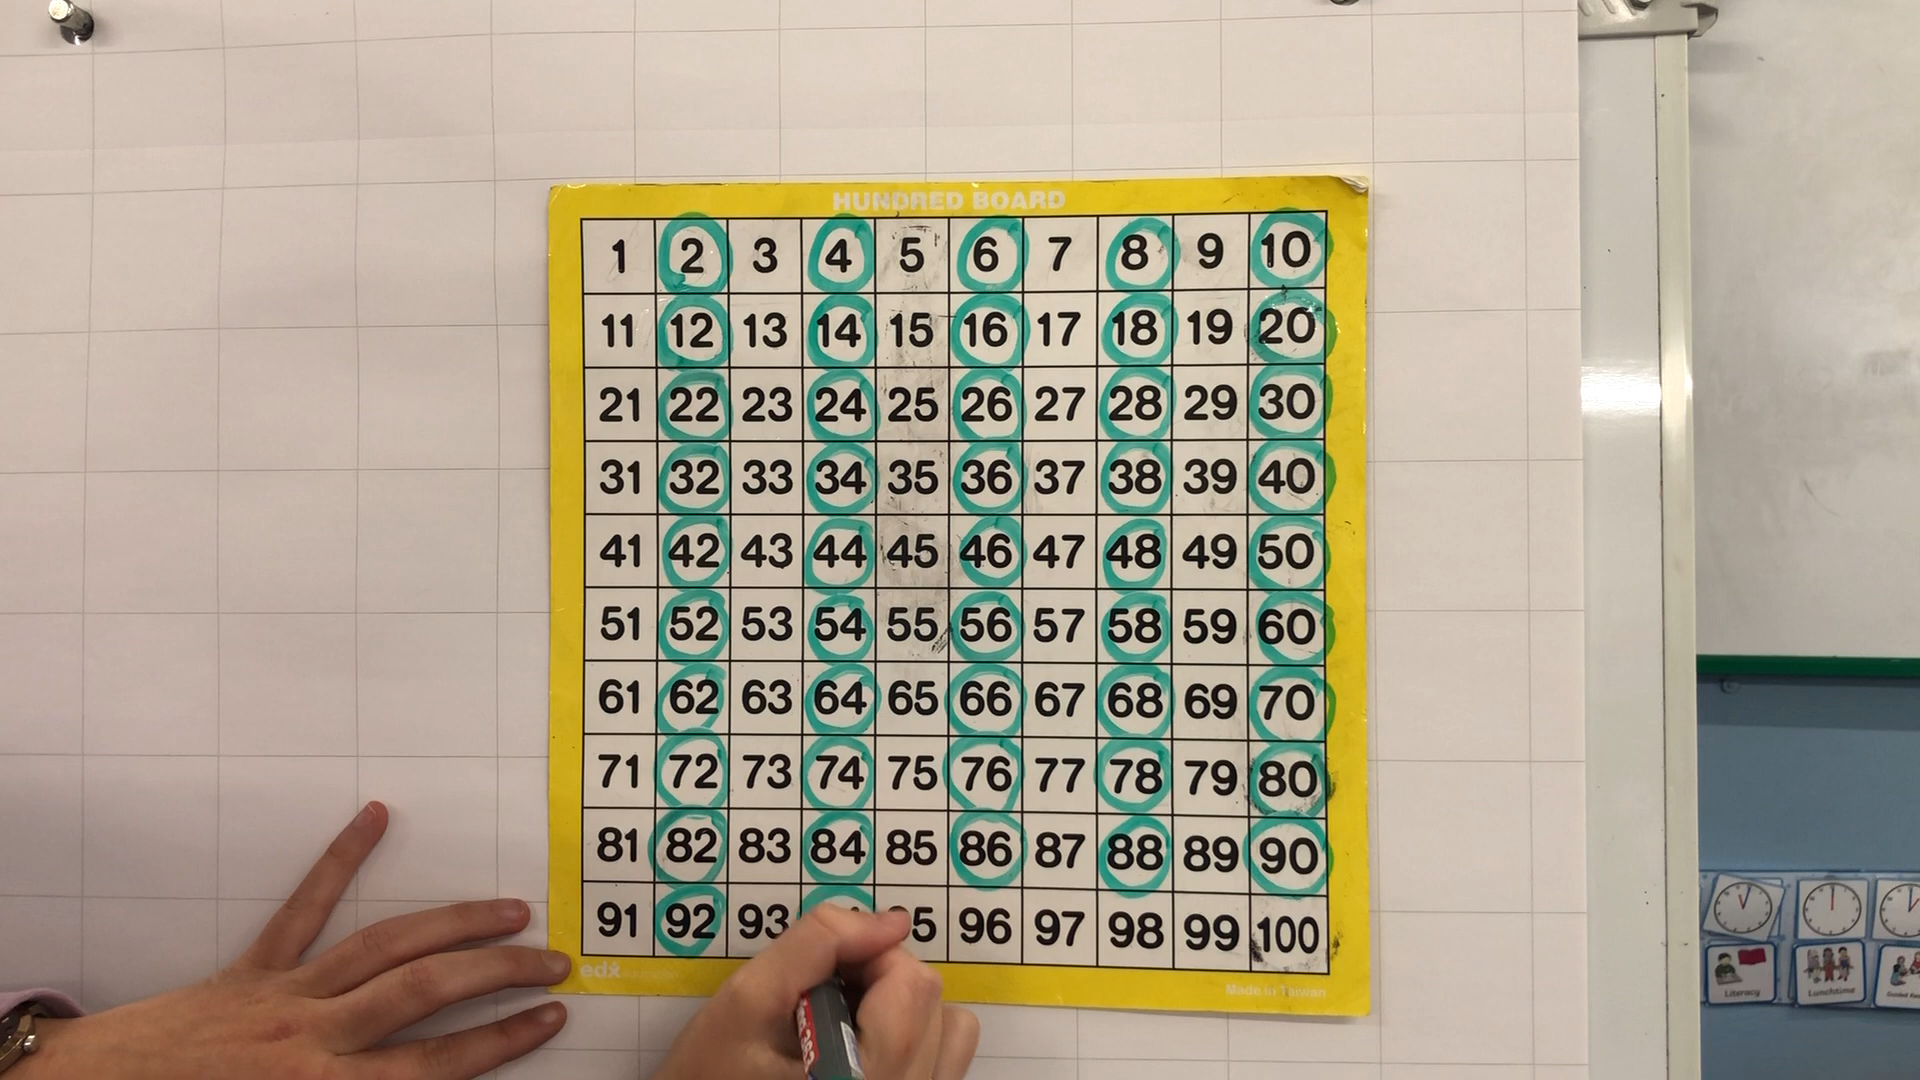 HUNDRED BOARD
1 2 3 4 5 6 7 8 9 10
11 12 13 14 15 16 17 18 19 20
21 22 23 24 25 26 27 28 29 30
31 32 33 34 35 36 37 38 39 40
41 42 43 44 45 46 47 48 49 50
51 52 53 54 55 56 57 58 59 60
61 62 63 64 65 66 67 68 69 70
71 72 73 74 75 76 77 78 79 80
81 82 83 84 85 86 87 88 89 90
91 92 93 96 97 98 99 100
edx education
Made in Taiwan
Literacy
Lunchtime
Guided